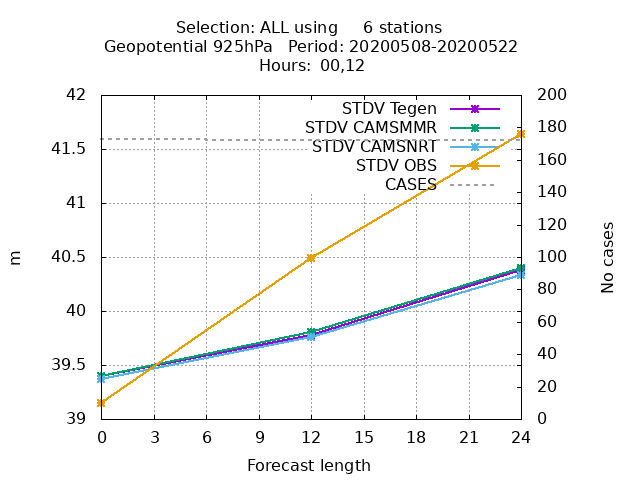 Selection: ALL using     6 stations
Geopotential 925hPa   Period: 20200508-20200522
Hours:  00,12
STDV Tegen
STDV CAMSMMR
STDV CAMSNRT
STDV OBS
CASES
42
41.5
41
40.5
40
39.5
39
m
200
180
160
140
120
100
80
60
40
20
0
No cases
0 3 6 9 12 15 18 21 24
Forecast length